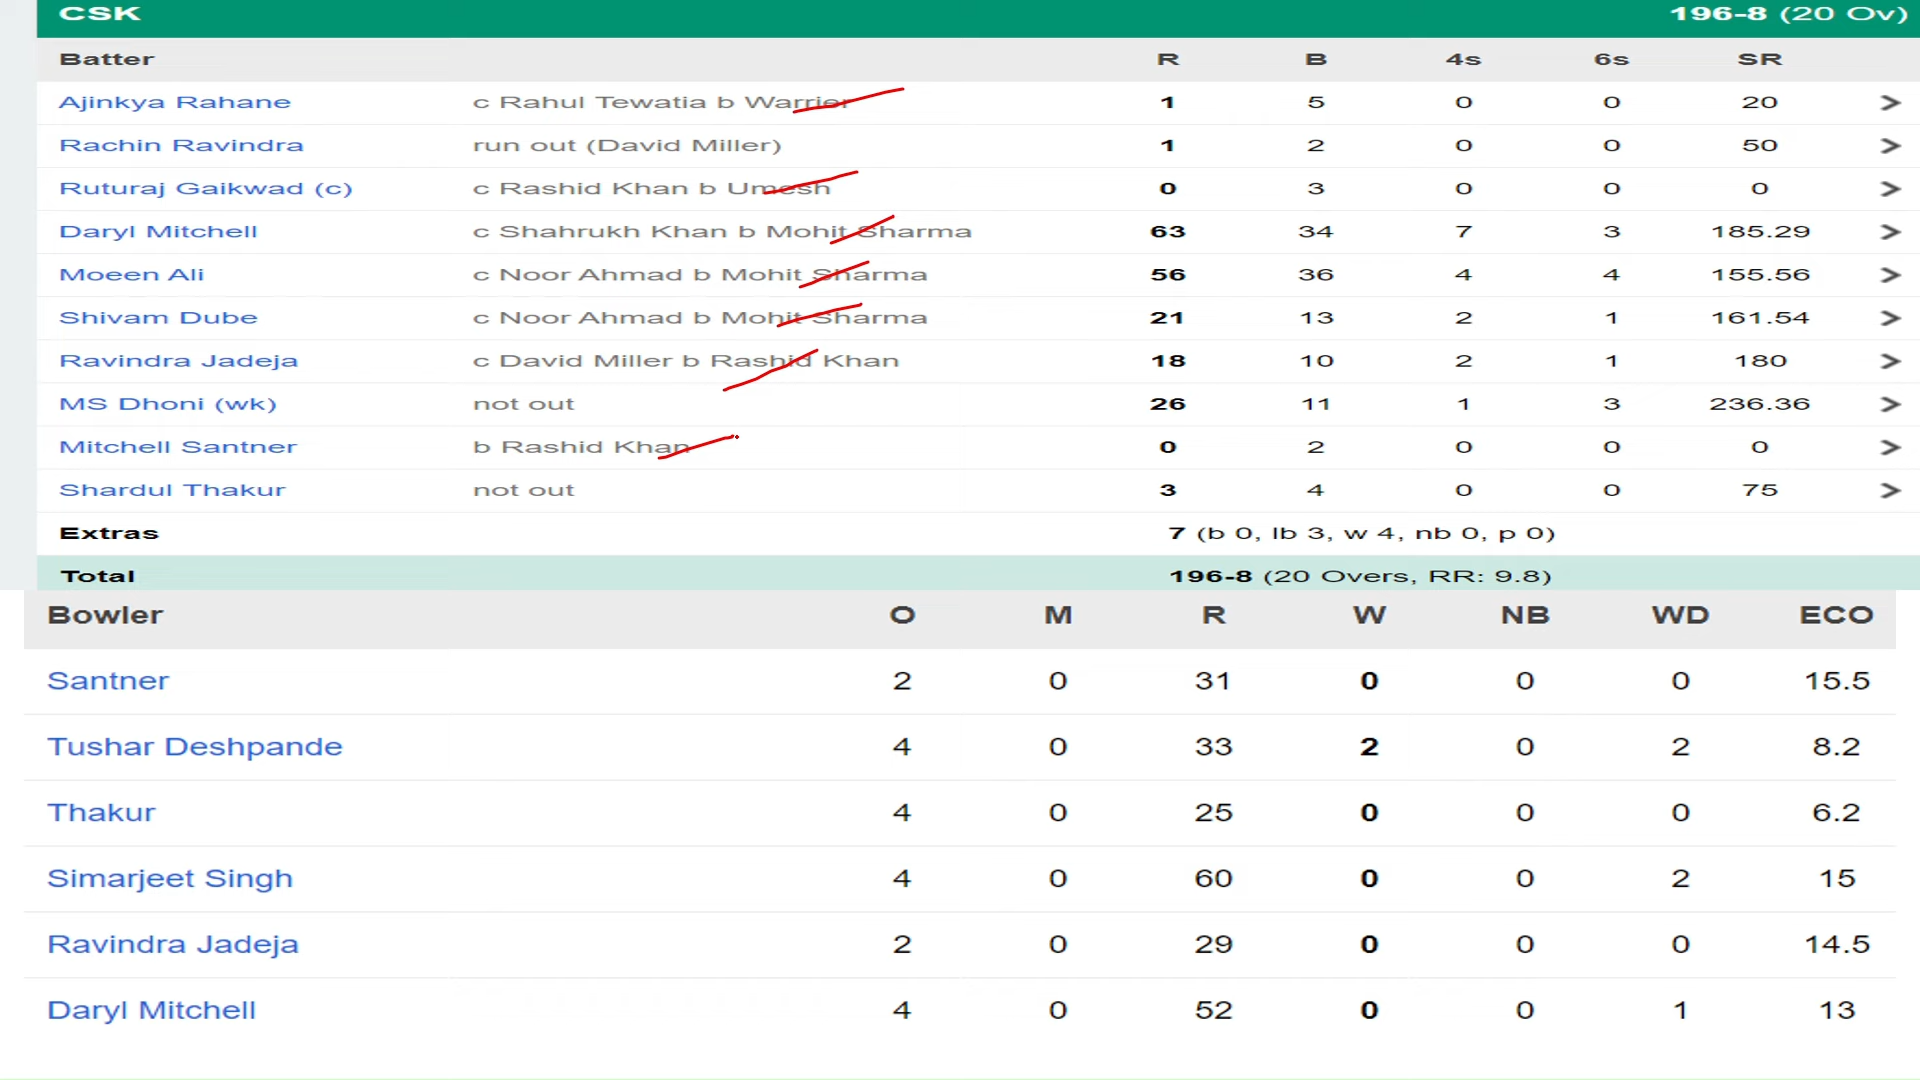 CSK 196-8 (20 Ov)
Batter R B 4s 6s SR
Ajinkya Rahane c Rahul Tewatia b Warrier 1 5 0 0 20 >
Rachin Ravindra run out (David Miller) 1 2 0 0 50 >
Ruturaj Gaikwad (c) c Rashid Khan b Umesh 0 3 0 0 0 >
Daryl Mitchell c Shahrukh Khan b Mohit Sharma 63 34 7 3 185.29 >
Moeen Ali c Noor Ahmad b Mohit Sharma 56 36 4 4 155.56 >
Shivam Dube c Noor Ahmad b Mohit Sharma 21 13 2 1 161.54 >
Ravindra Jadeja c David Miller b Rashid Khan 18 10 2 1 180 >
MS Dhoni (wk) not out 26 11 1 3 236.36 >
Mitchell Santner b Rashid Khan 0 2 0 0 0 >
Shardul Thakur not out 3 4 0 0 75 >
Extras 7 (b 0, lb 3, w 4, nb 0, p 0)
Total 196-8 (20 Overs, RR: 9.8)
Bowler O M R W NB WD ECO
Santner 2 0 31 0 0 0 15.5
Tushar Deshpande 4 0 33 2 0 2 8.2
Thakur 4 0 25 0 0 0 6.2
Simarjeet Singh 4 0 60 0 0 2 15
Ravindra Jadeja 2 0 29 0 0 0 14.5
Daryl Mitchell 4 0 52 0 0 1 13